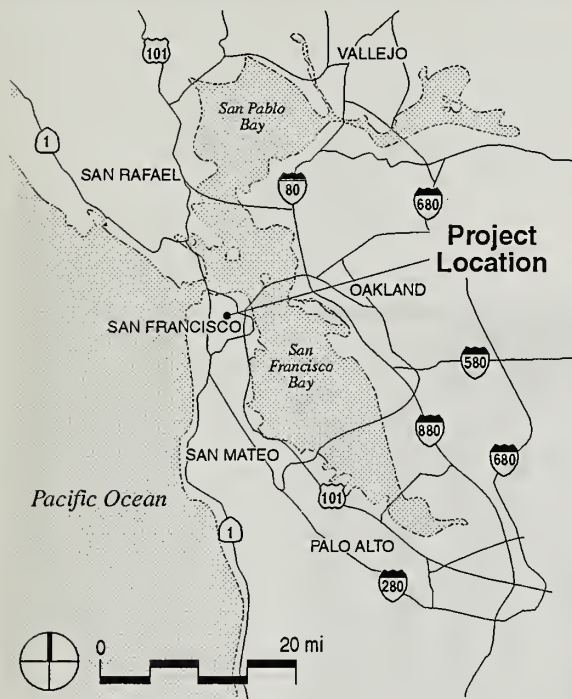 101
VALLEJO
San Pablo
Bay
1
SAN RAFAEL
80
680
Project
Location
OAKLAND
SAN FRANCISCO
San
Francisco
Bay
580
880
SAN MATEO
680
Pacific Ocean
101
1
PALO ALTO
280
0 20 mi